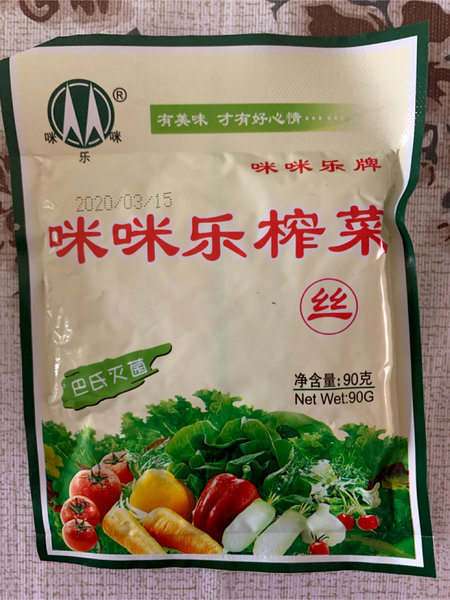 ®
咪 咪
乐
有美味 才有好心情······
咪咪乐牌
2020/03/15
咪咪乐榨菜
丝
巴氏灭菌
净含量:90克
Net Wet:90G